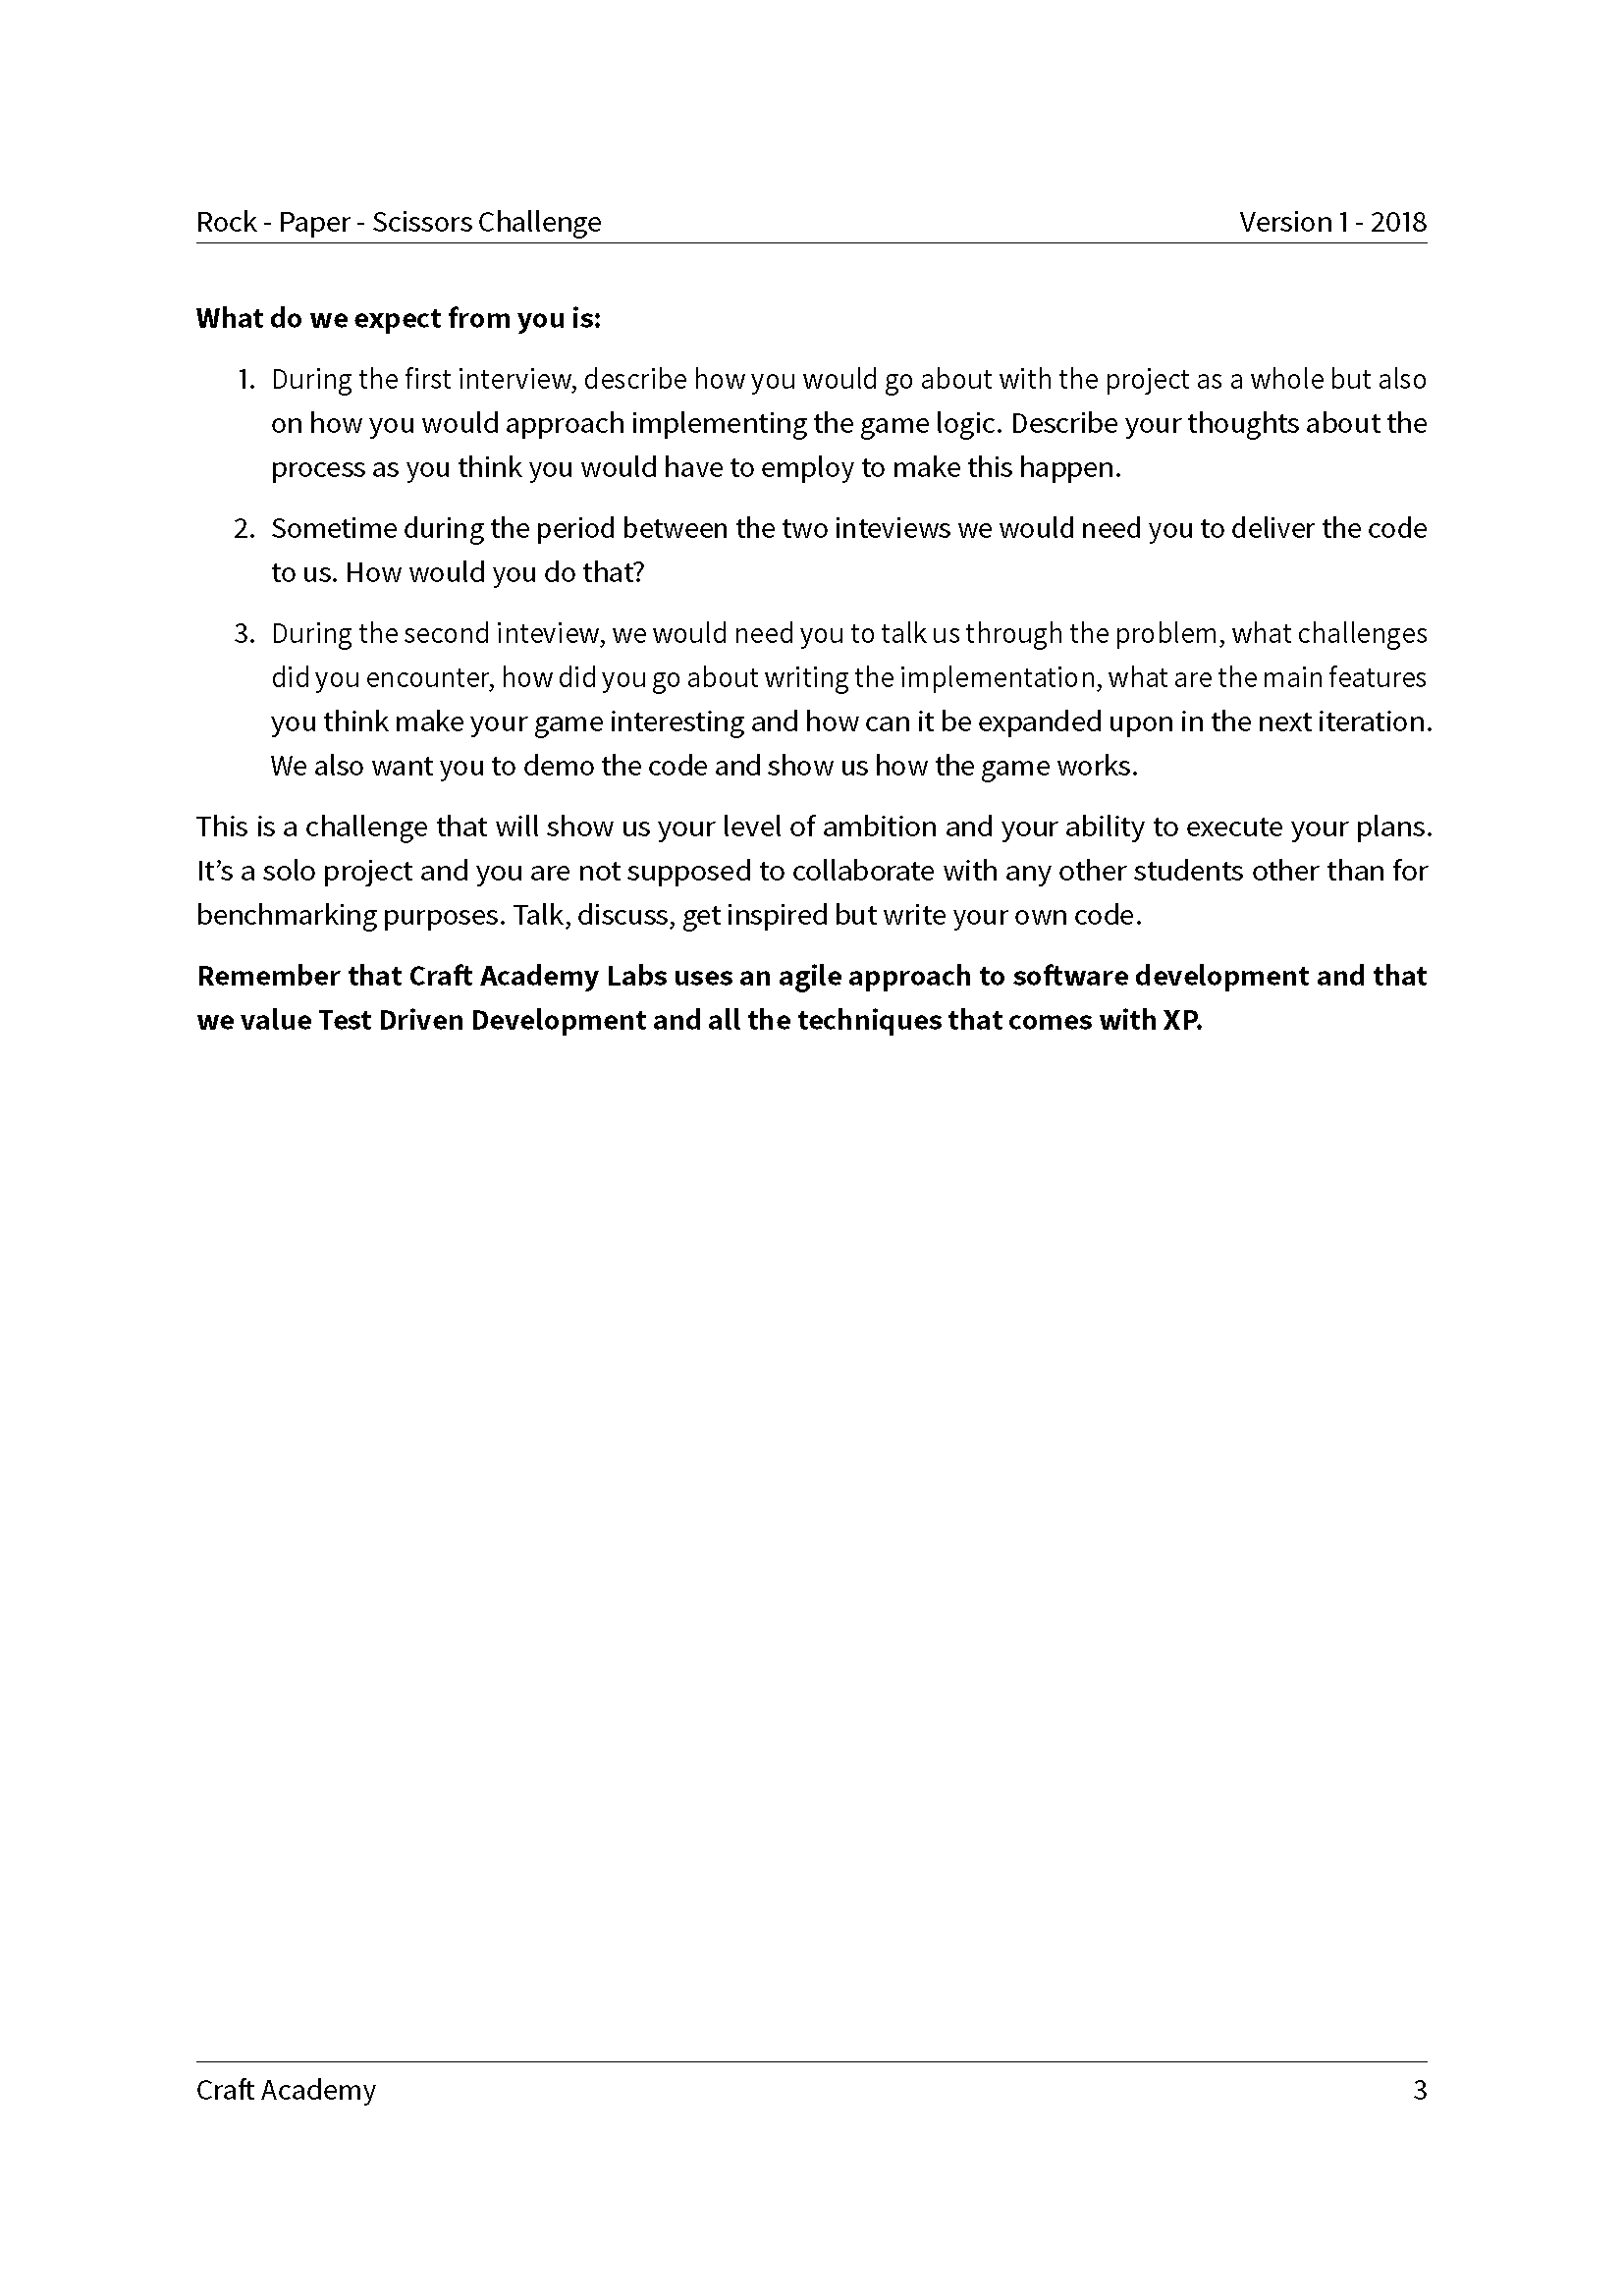 Rock - Paper - Scissors Challenge Version 1 - 2018
What do we expect from you is:
1. During the first interview, describe how you would go about with the project as a whole but also
on how you would approach implementing the game logic. Describe your thoughts about the
process as you think you would have to employ to make this happen.
2. Sometime during the period between the two inteviews we would need you to deliver the code
to us. How would you do that?
3. During the second inteview, we would need you to talk us through the problem, what challenges
did you encounter, how did you go about writing the implementation, what are the main features
you think make your game interesting and how can it be expanded upon in the next iteration.
We also want you to demo the code and show us how the game works.
This is a challenge that will show us your level of ambition and your ability to execute your plans.
It’s a solo project and you are not supposed to collaborate with any other students other than for
benchmarking purposes. Talk, discuss, get inspired but write your own code.
Remember that Craft Academy Labs uses an agile approach to software development and that
we value Test Driven Development and all the techniques that comes with XP.
Craft Academy 3